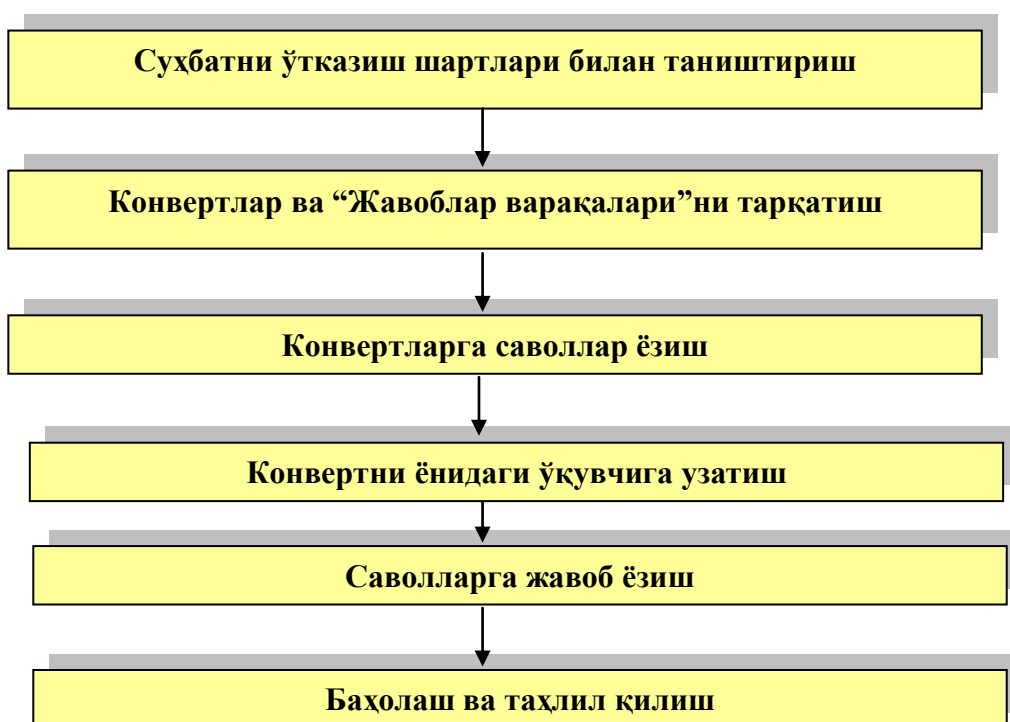 Суҳбатни ўтказиш шартлари билан таништириш
Конвертлар ва “Жавоблар варақалари”ни тарқатиш
Конвертларга саволлар ёзиш
Конвертни ёнидаги ўқувчига узатиш
Саволларга жавоб ёзиш
Баҳолаш ва таҳлил қилиш